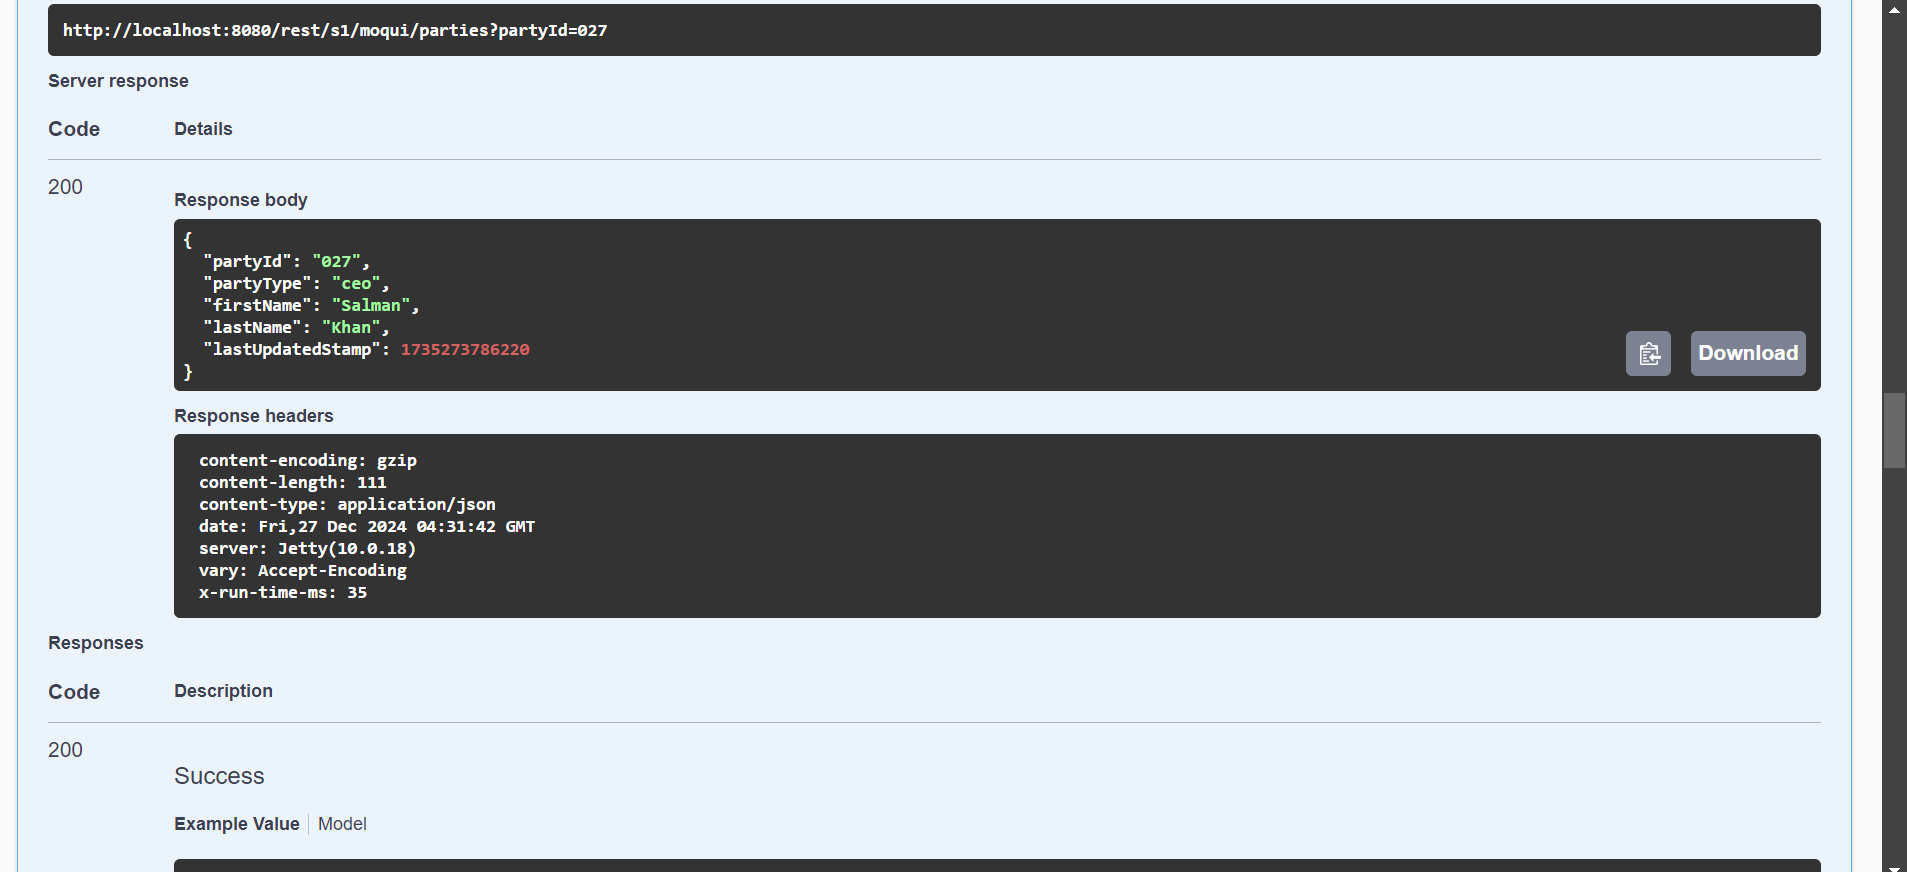 http://localhost:8080/rest/s1/moqui/parties?partyId=027
Server response
Code Details
200
Response body
{
  "partyId": "027",
  "partyType": "ceo",
  "firstName": "Salman",
  "lastName": "Khan",
  "lastUpdatedStamp": 1735273786220
}
Download
Response headers
content-encoding: gzip
content-length: 111
content-type: application/json
date: Fri,27 Dec 2024 04:31:42 GMT
server: Jetty(10.0.18)
vary: Accept-Encoding
x-run-time-ms: 35
Responses
Code Description
200
Success
Example Value Model